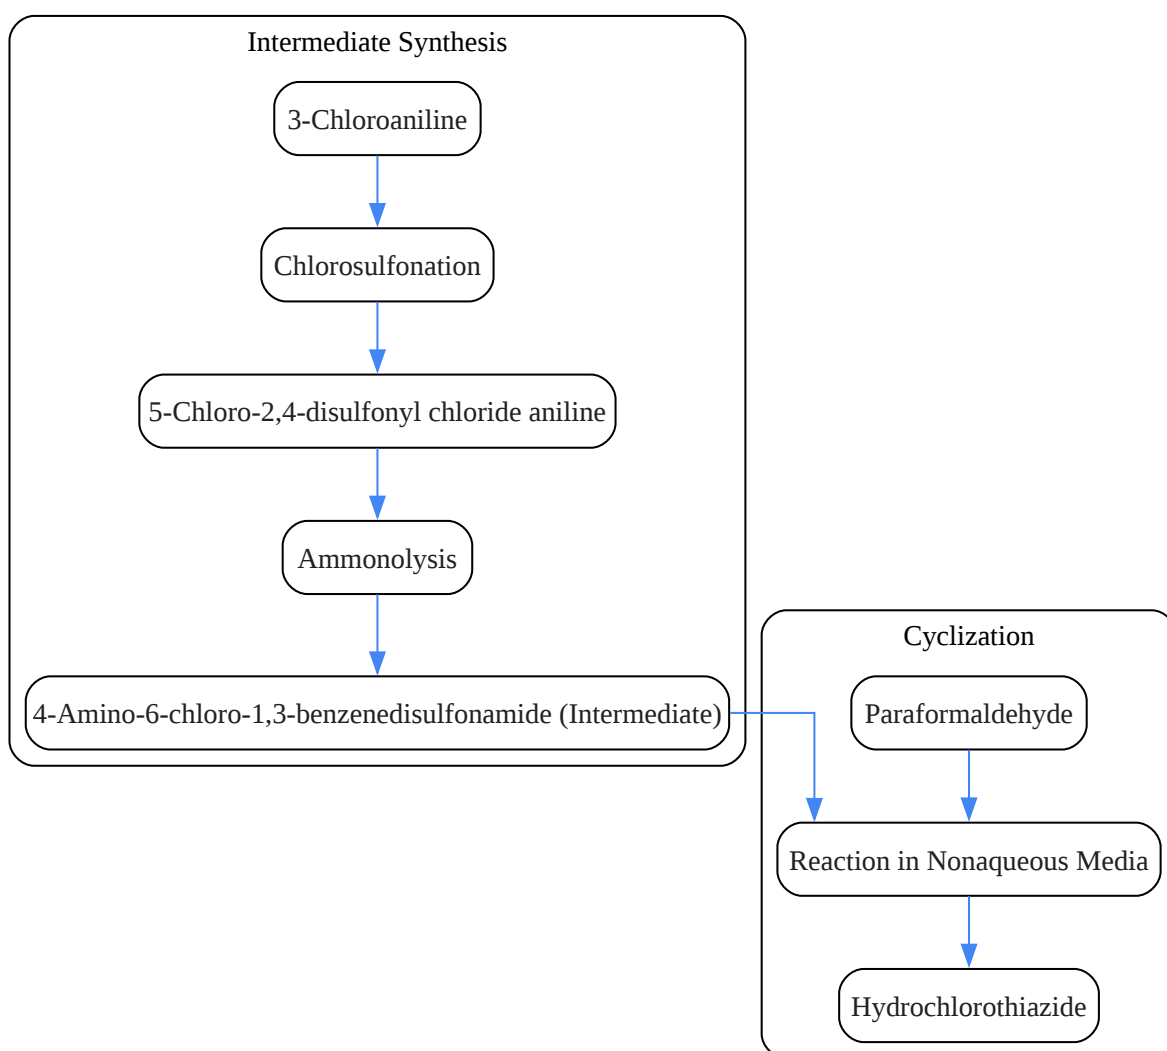 Intermediate Synthesis
3-Chloroaniline
Chlorosulfonation
5-Chloro-2,4-disulfonyl chloride aniline
Ammonolysis
4-Amino-6-chloro-1,3-benzenedisulfonamide (Intermediate)
Cyclization
Paraformaldehyde
Reaction in Nonaqueous Media
Hydrochlorothiazide